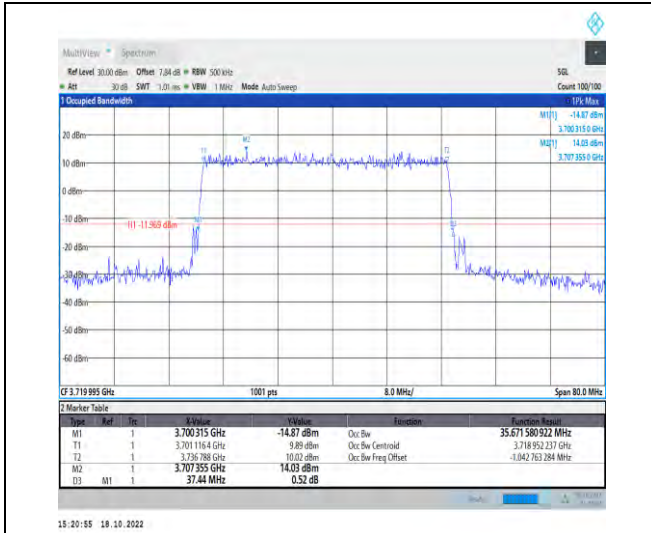 MultiView Spectrum
Ref Level 30.00 dBm Offset 7.84 dB RBW 500 kHz SGL
Att 30 dB SWT 1.01 ms VBW 1 MHz Mode Auto Sweep Count 100/100
1 Occupied Bandwidth 1Pk Max
M1[1] -14.87 dBm
3.700 315 0 GHz
M2[1] 14.03 dBm
3.707 355 0 GHz
20 dBm
M2
T1 T2
10 dBm
0 dBm
-10 dBm
H1 -11.969 dBm
-20 dBm
-30 dBm
-40 dBm
-50 dBm
-60 dBm
CF 3.719 995 GHz 1001 pts 8.0 MHz/ Span 80.0 MHz
2 Marker Table
Type Ref Trc X-Value Y-Value Function Function Result
M1 1 3.700 315 GHz -14.87 dBm Occ Bw 35.671 580 922 MHz
T1 1 3.701 116 4 GHz 9.89 dBm Occ Bw Centroid 3.718 952 237 GHz
T2 1 3.736 788 GHz 10.02 dBm Occ Bw Freq Offset -1.042 763 284 MHz
M2 1 3.707 355 GHz 14.03 dBm
D3 M1 1 37.44 MHz 0.52 dB
15:20:55 18.10.2022